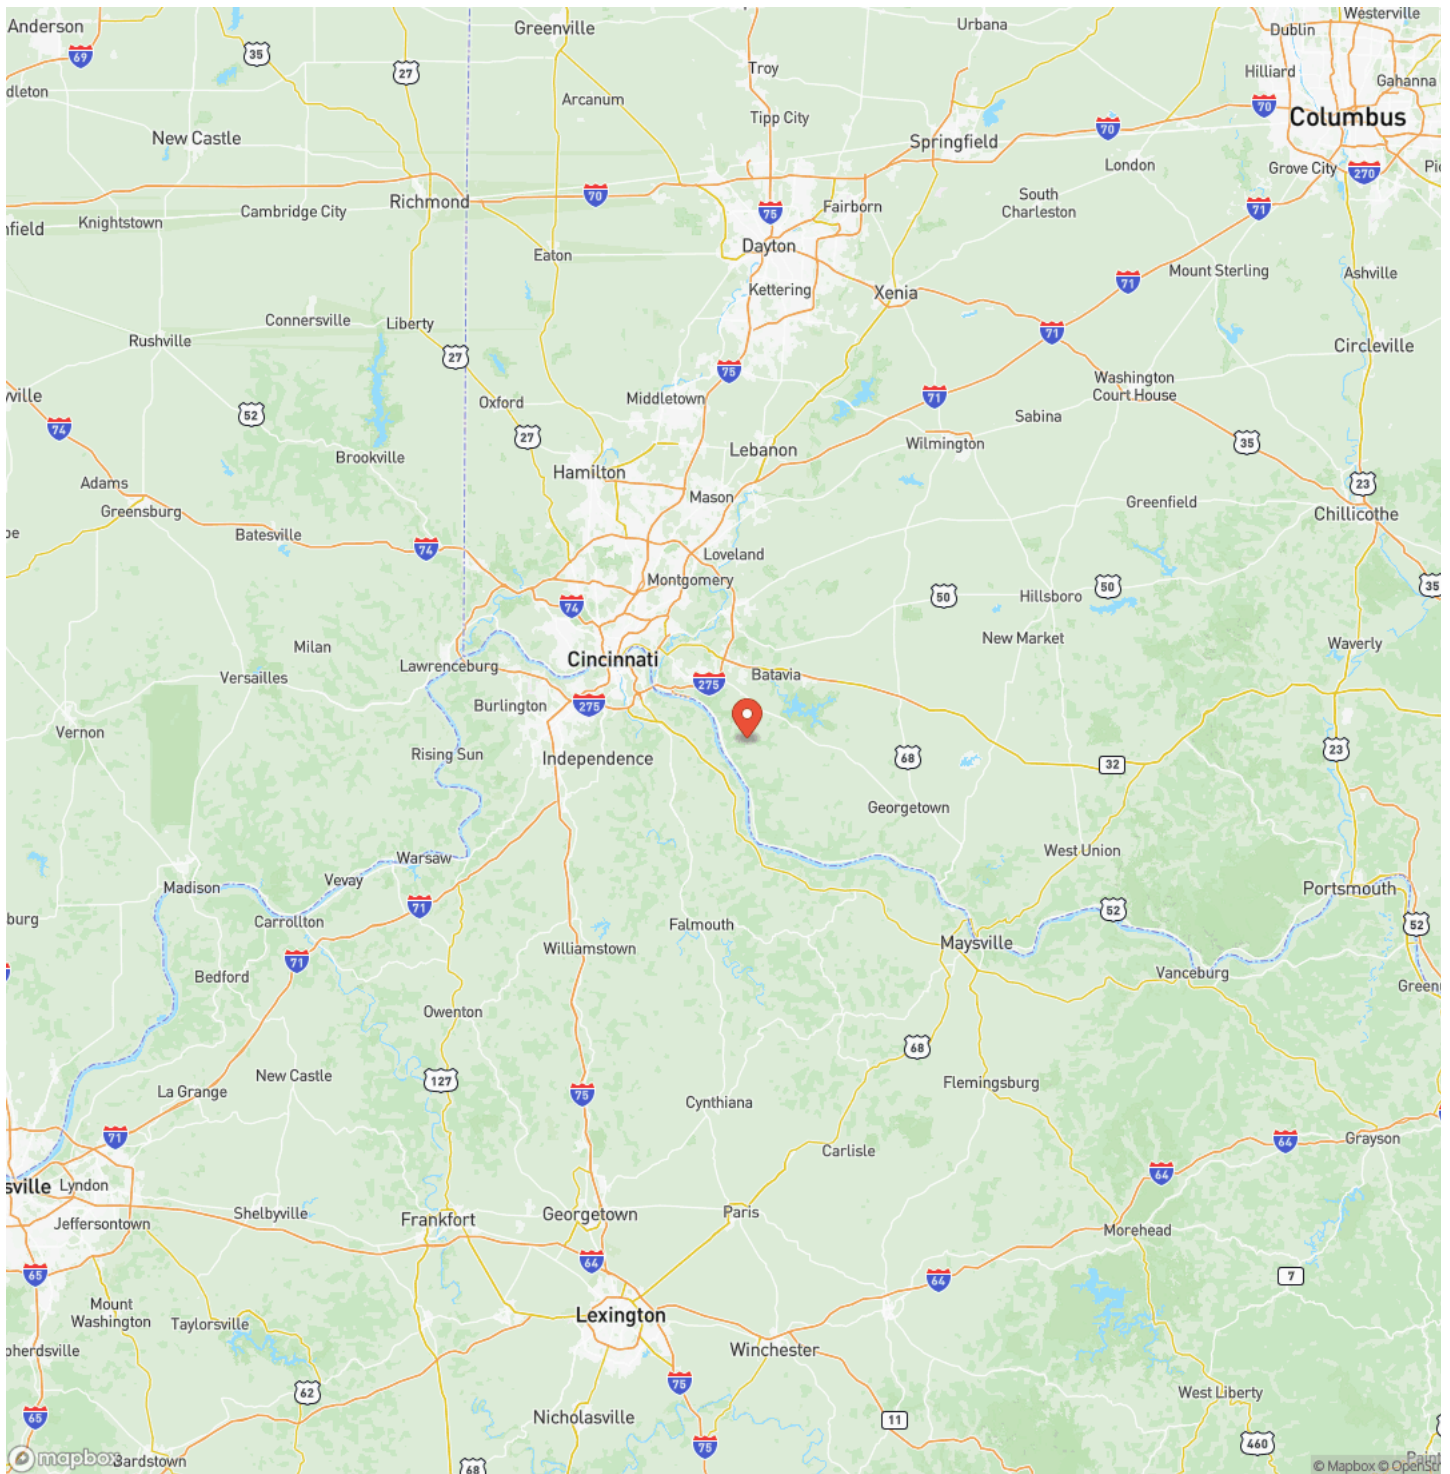 Anderson
Greenville
Urbana
Westerville
Dublin
69
35
27
Troy
Hilliard
Gahanna
dleton
Arcanum
70
Tipp City
Columbus
New Castle
Springfield
70
London
Grove City
270
Richmond
70
75
Fairborn
South
Charleston
71
Knightstown
Cambridge City
nfield
Dayton
Eaton
Mount Sterling
Ashville
71
Kettering
Xenia
Connersville
Liberty
71
Rushville
27
Circleville
75
Washington
Court House
ville
71
Oxford
Middletown
52
Sabina
74
27
Wilmington
35
Brookville
Lebanon
Hamilton
Adams
23
Mason
Greenfield
Greensburg
Chillicothe
Batesville
74
Loveland
Montgomery
50
35
50
Hillsboro
74
New Market
Waverly
Milan
Cincinnati
Lawrenceburg
Versailles
Batavia
275
Burlington
275
Vernon
23
Rising Sun
Independence
68
32
Georgetown
West Union
Warsaw
Vevay
Madison
Portsmouth
71
52
burg
Carrollton
Falmouth
52
Williamstown
Maysville
71
Bedford
Vanceburg
Green
Owenton
68
New Castle
127
Flemingsburg
La Grange
75
Cynthiana
71
64
Grayson
Carlisle
64
sville
Lyndon
Shelbyville
Frankfort
Georgetown
Paris
Jeffersontown
Morehead
64
65
64
7
Mount
Washington
Lexington
Taylorsville
pherdsville
Winchester
75
62
West Liberty
65
Nicholasville
11
75
460
mapbox
Bardstown
68
Paint
© Mapbox © OpenStr